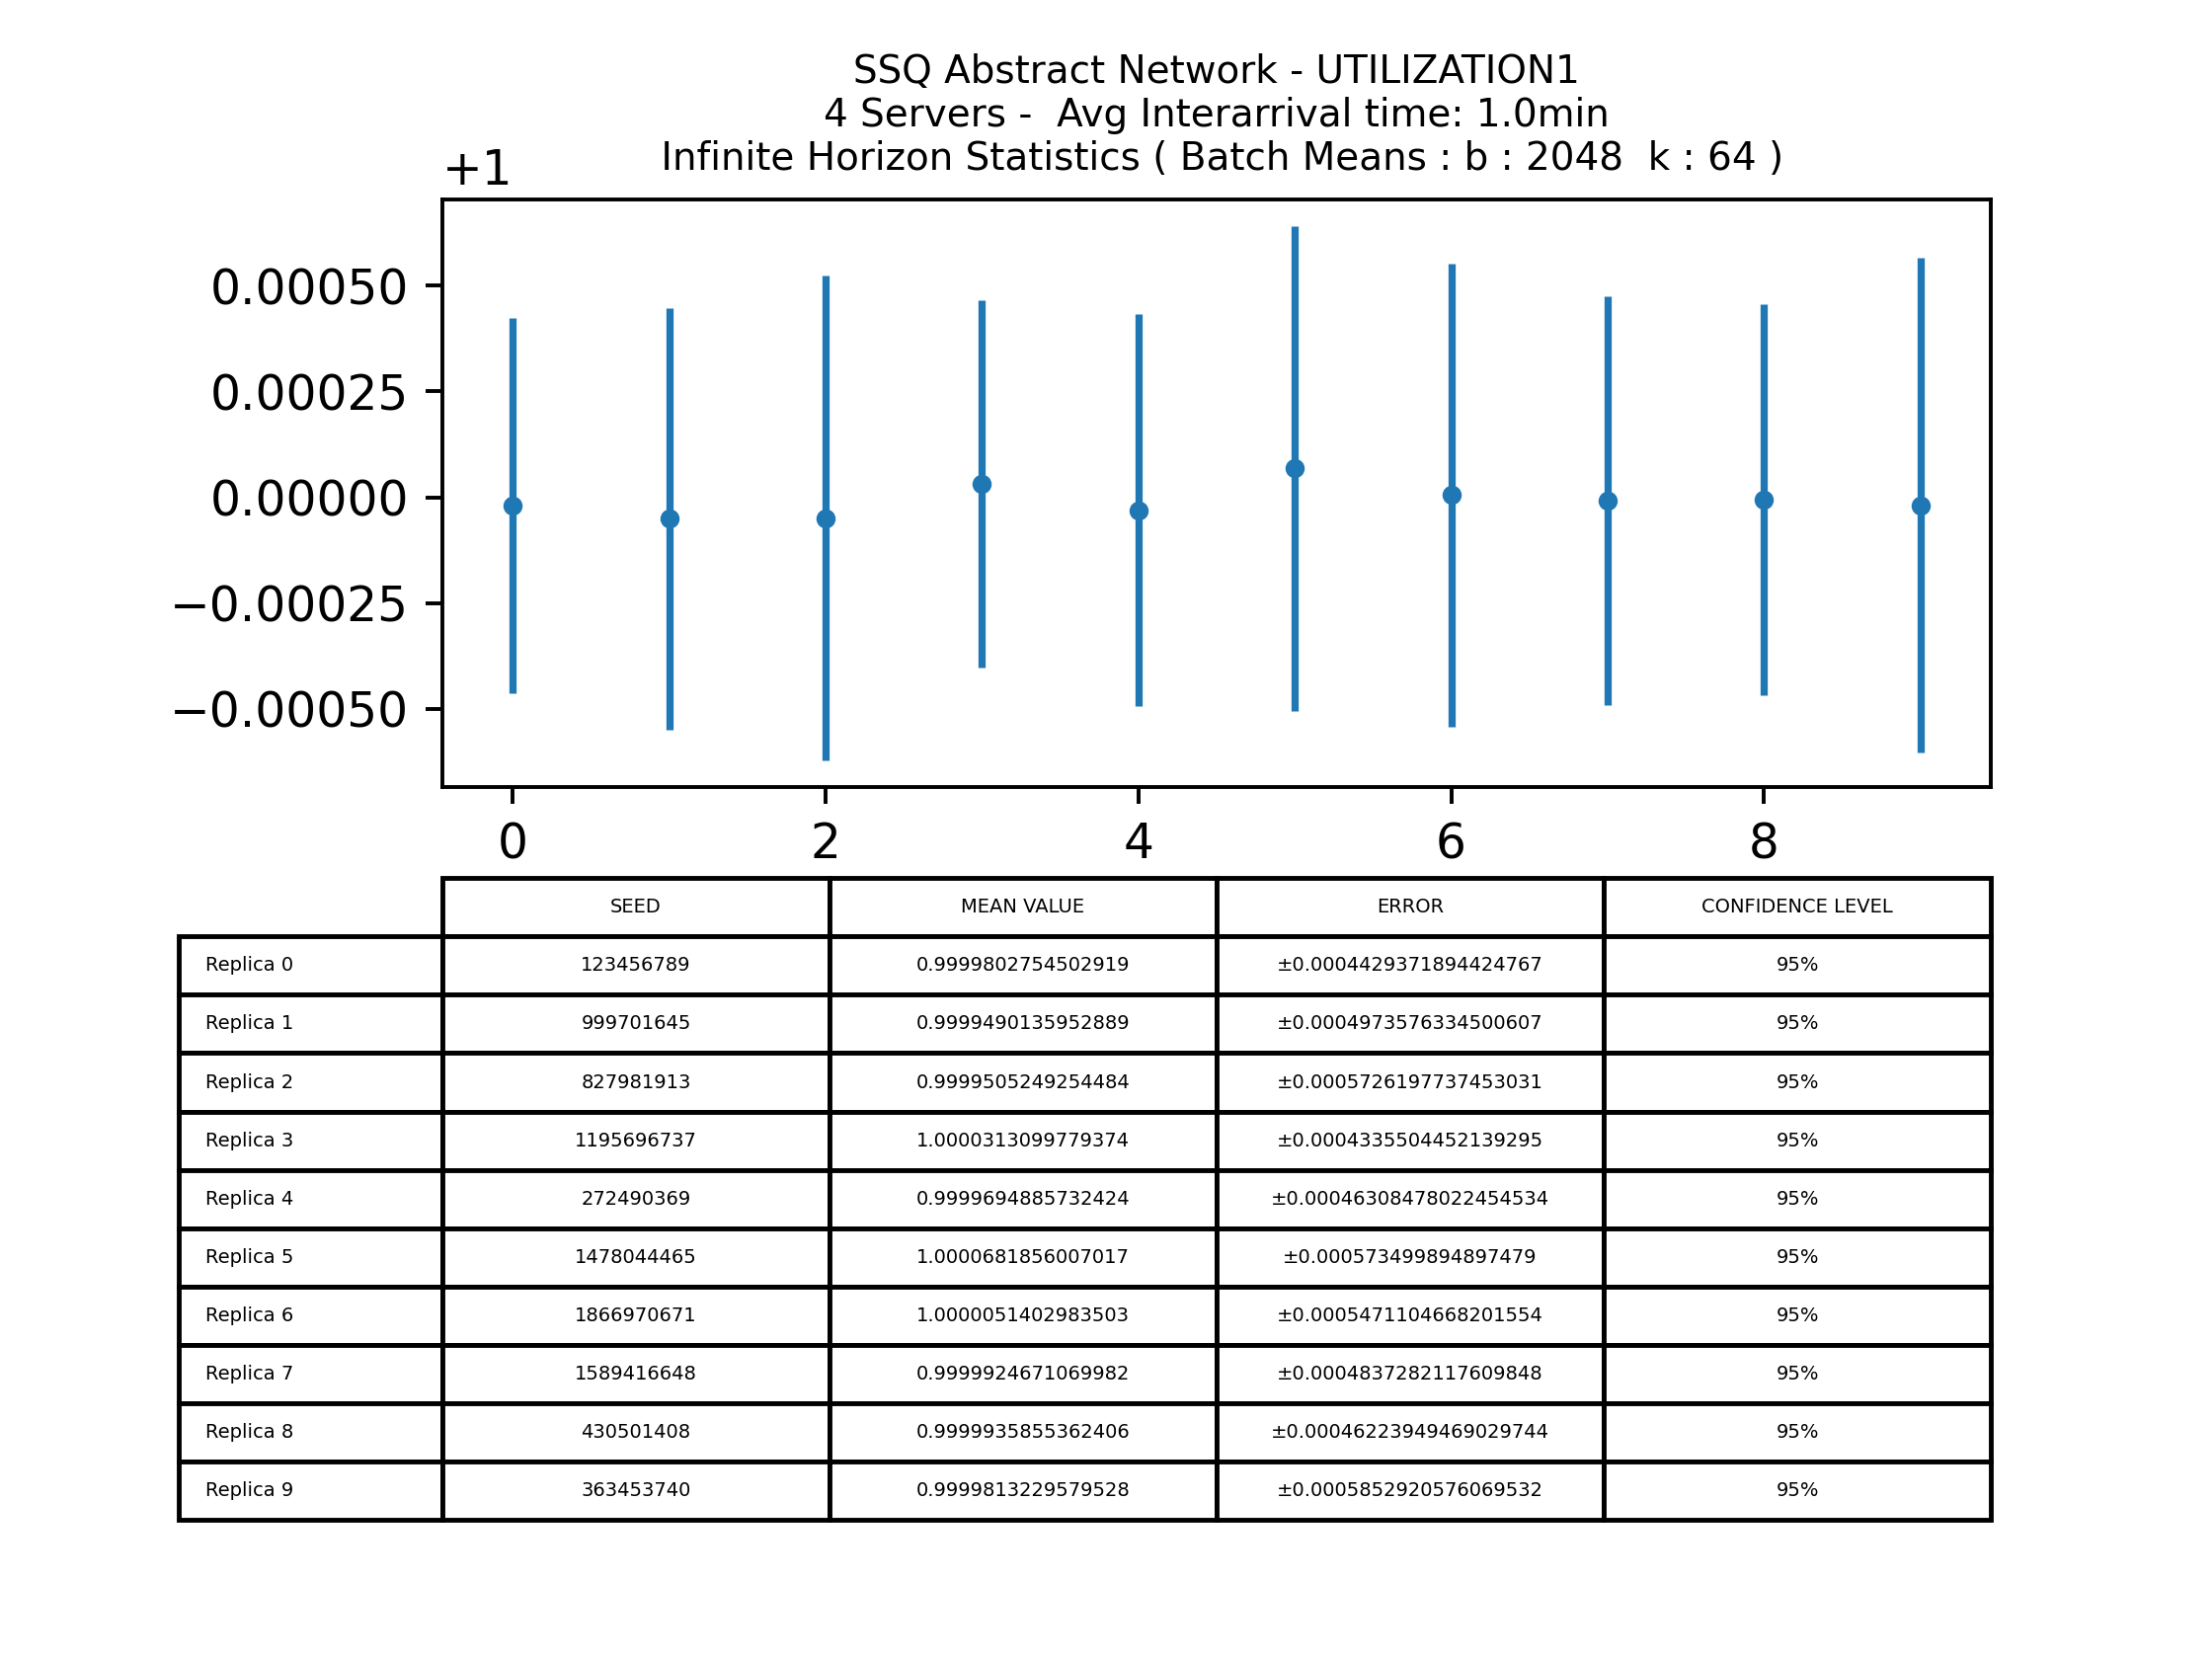 SSQ Abstract Network - UTILIZATION1
4 Servers -  Avg Interarrival time: 1.0min
Infinite Horizon Statistics ( Batch Means : b : 2048  k : 64 )
+1
0.00050
0.00025
0.00000
−0.00025
−0.00050
0 2 4 6 8
SEED MEAN VALUE ERROR CONFIDENCE LEVEL
Replica 0 123456789 0.9999802754502919 ±0.0004429371894424767 95%
Replica 1 999701645 0.9999490135952889 ±0.0004973576334500607 95%
Replica 2 827981913 0.9999505249254484 ±0.0005726197737453031 95%
Replica 3 1195696737 1.0000313099779374 ±0.0004335504452139295 95%
Replica 4 272490369 0.9999694885732424 ±0.00046308478022454534 95%
Replica 5 1478044465 1.0000681856007017 ±0.000573499894897479 95%
Replica 6 1866970671 1.0000051402983503 ±0.0005471104668201554 95%
Replica 7 1589416648 0.9999924671069982 ±0.0004837282117609848 95%
Replica 8 430501408 0.9999935855362406 ±0.00046223949469029744 95%
Replica 9 363453740 0.9999813229579528 ±0.0005852920576069532 95%